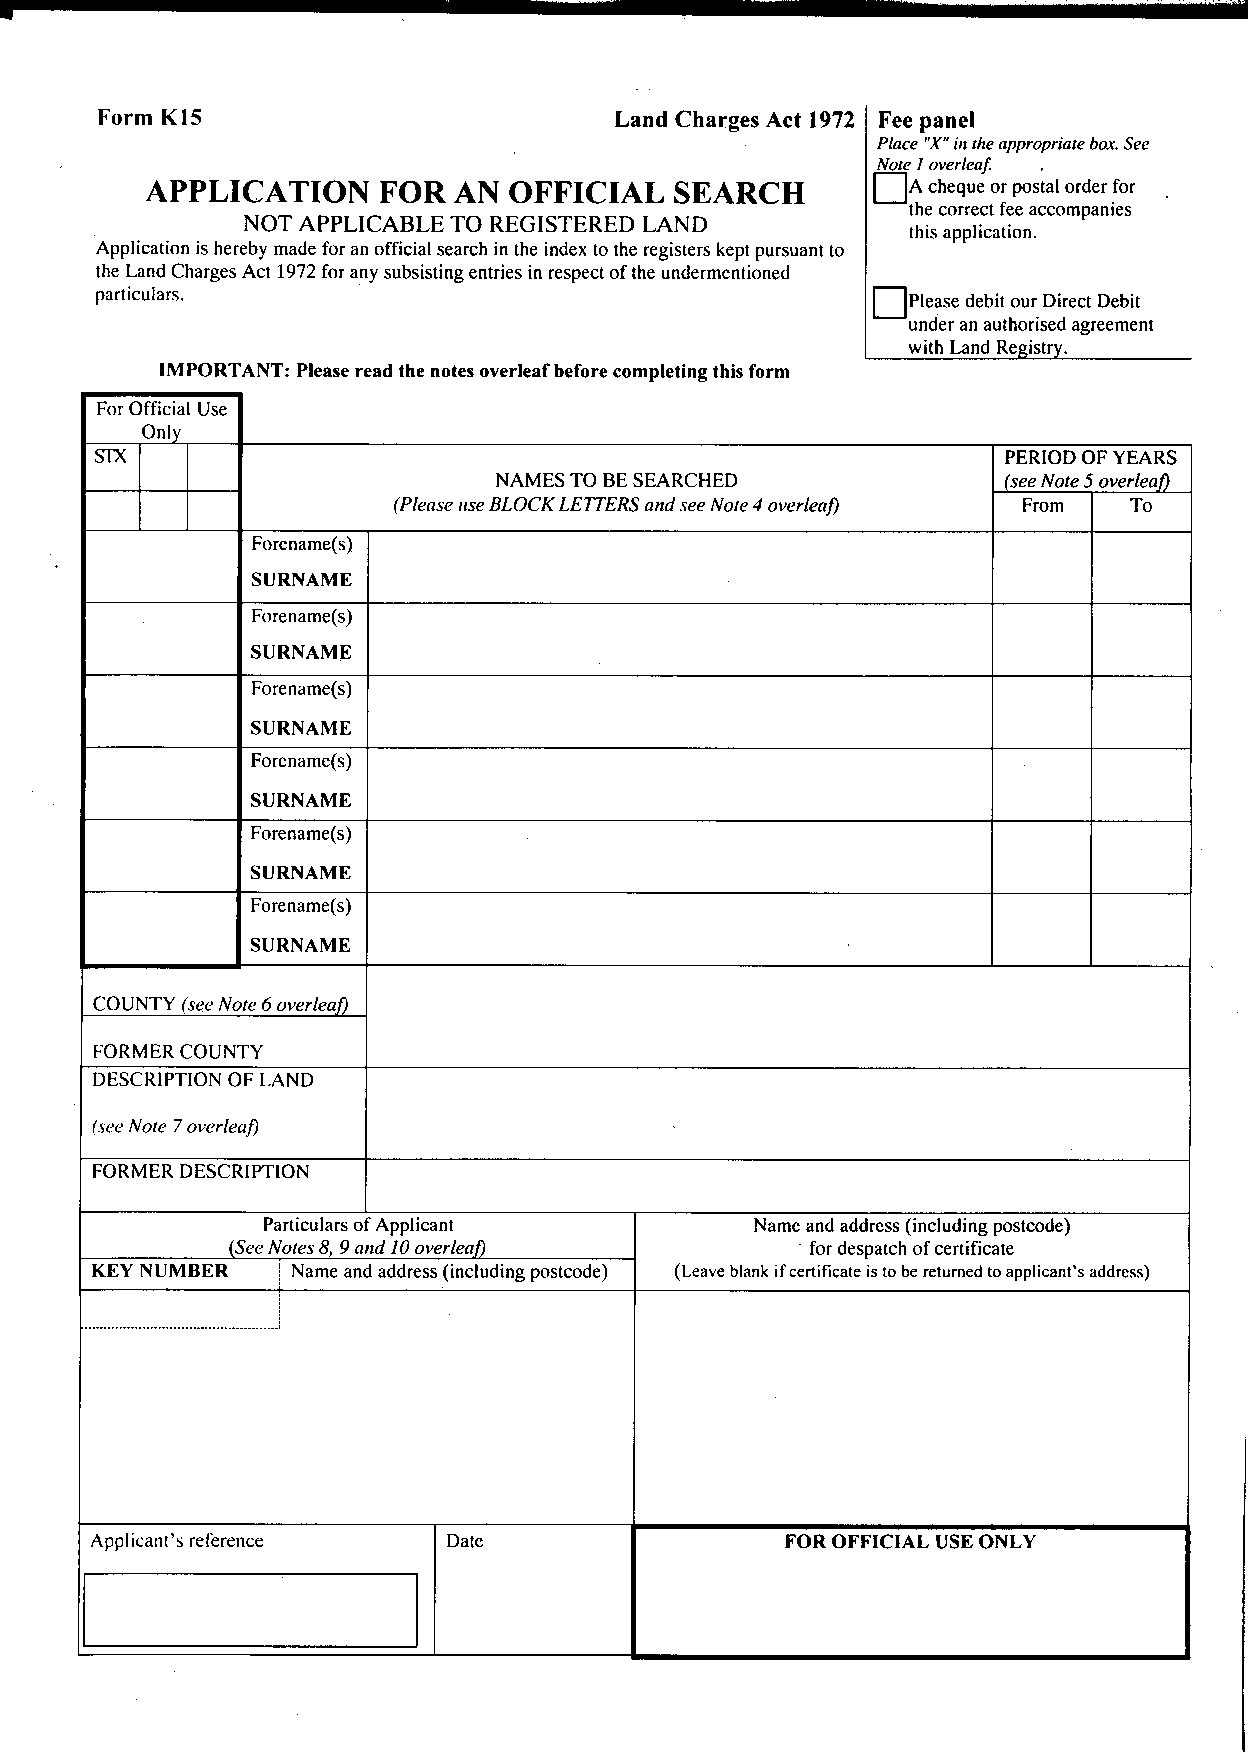 Form K15
Land Charges Act 1972
Fee panel
Place "X" in the appropriate box. See
Note 1 overleaf.
APPLICATION FOR AN OFFICIAL SEARCH
NOT APPLICABLE TO REGISTERED LAND
Application is hereby made for an official search in the index to the registers kept pursuant to
the Land Charges Act 1972 for any subsisting entries in respect of the undermentioned
particulars.
A cheque or postal order for
the correct fee accompanies
this application.
Please debit our Direct Debit
under an authorised agreement
with Land Registry.
IMPORTANT: Please read the notes overleaf before completing this form
For Official Use
Only
STX
NAMES TO BE SEARCHED
(Please use BLOCK LETTERS and see Note 4 overleaf)
PERIOD OF YEARS
(see Note 5 overleaf)
From To
Forename(s)
SURNAME
Forename(s)
SURNAME
Forename(s)
SURNAME
Forename(s)
SURNAME
Forename(s)
SURNAME
Forename(s)
SURNAME
COUNTY (see Note 6 overleaf)
FORMER COUNTY
DESCRIPTION OF LAND
(see Note 7 overleaf)
FORMER DESCRIPTION
Particulars of Applicant
(See Notes 8, 9 and 10 overleaf)
KEY NUMBER
Name and address (including postcode)
Name and address (including postcode)
for despatch of certificate
(Leave blank if certificate is to be returned to applicant's address)
Applicant's reference
Date
FOR OFFICIAL USE ONLY